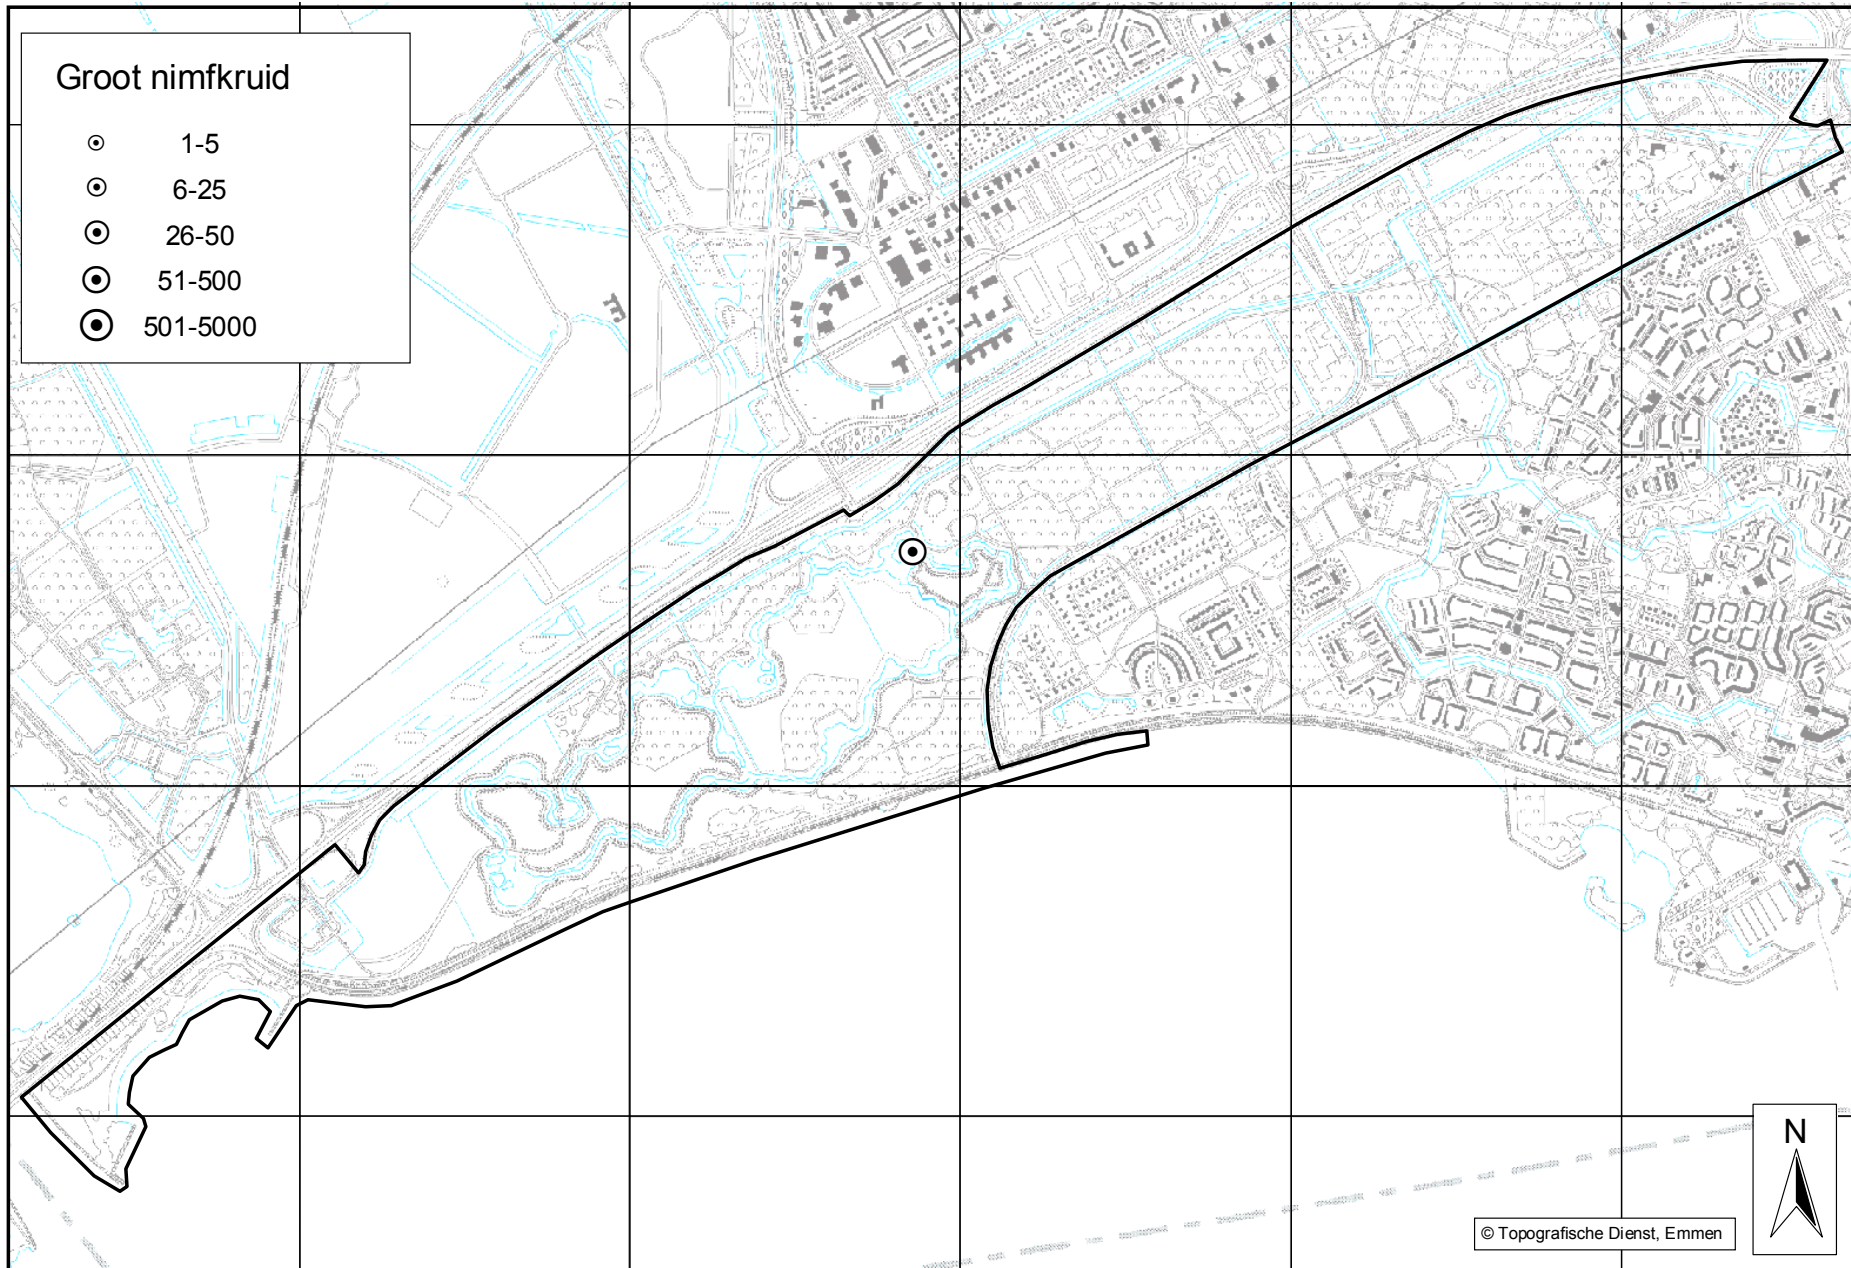 Groot nimfkruid
1-5
6-25
26-50
51-500
501-5000
N
© Topografische Dienst, Emmen